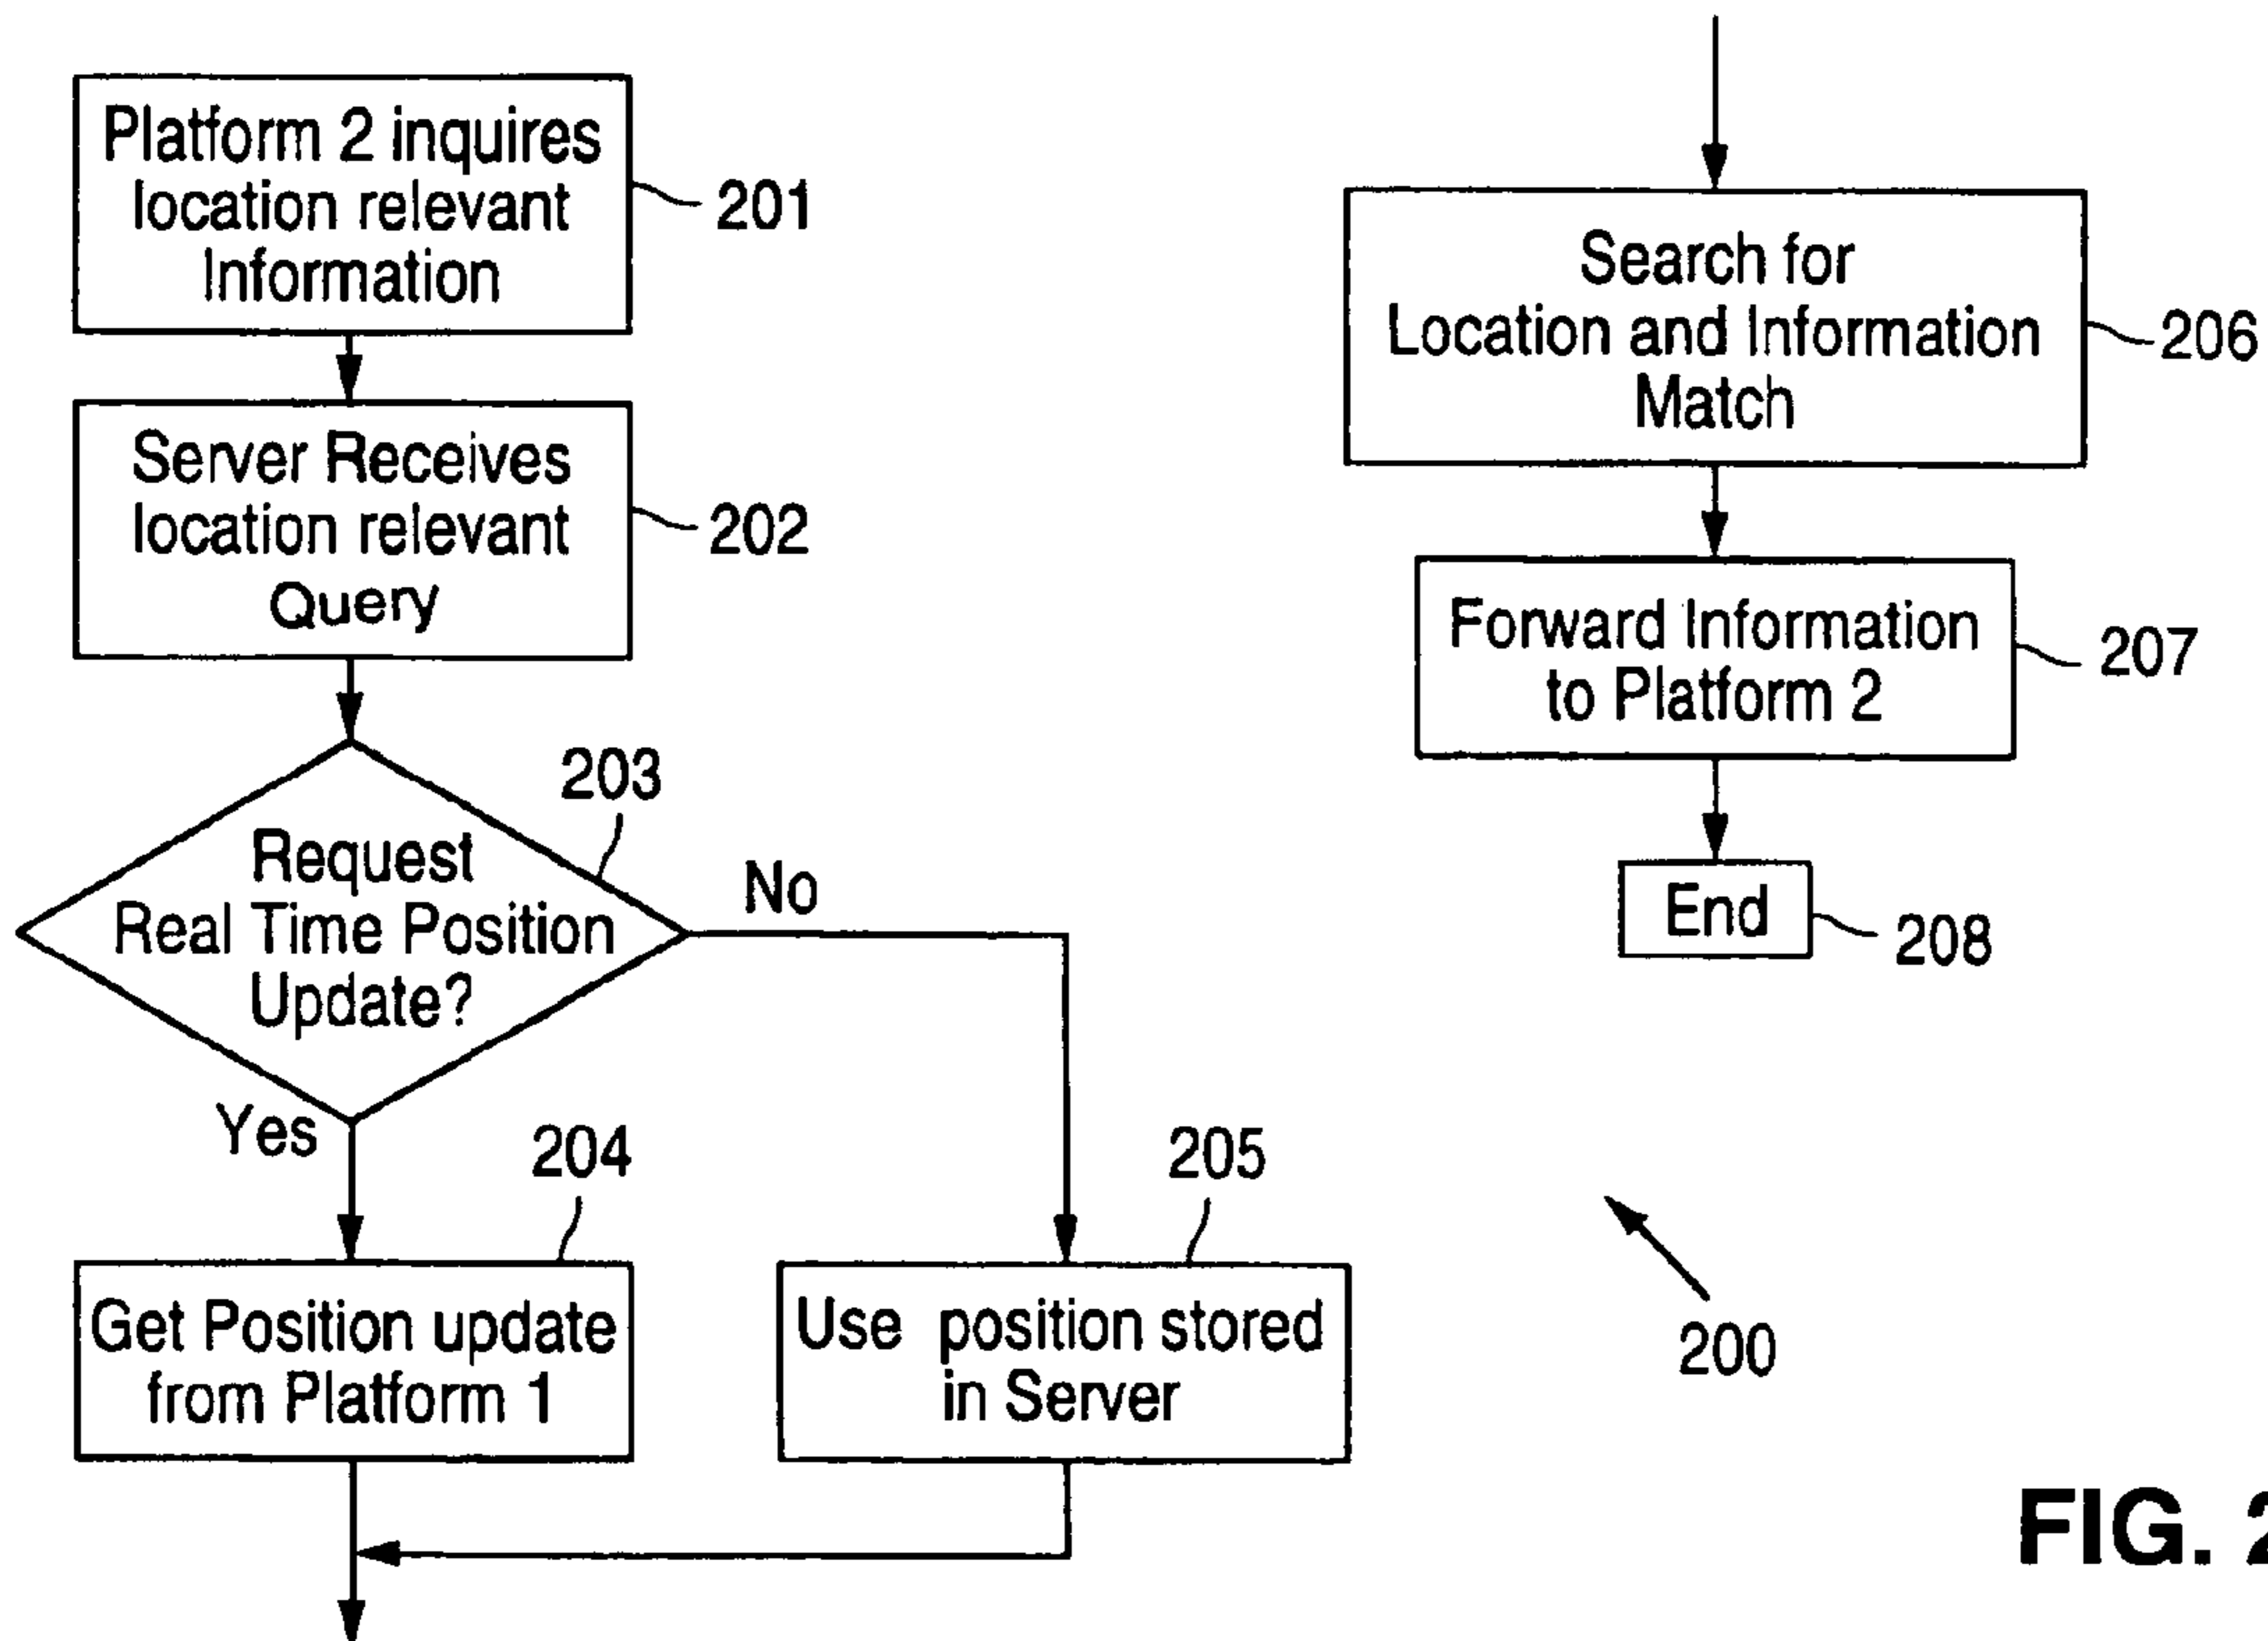 Platform 2 inquires
location relevant
Information
201
Server Receives
location relevant
Query
202
203
Request
Real Time Position
Update?
No
Yes
204
Get Position update
from Platform 1
205
Use position stored
in Server
Search for
Location and Information
Match
206
Forward Information
to Platform 2
207
End
208
200
FIG. 2